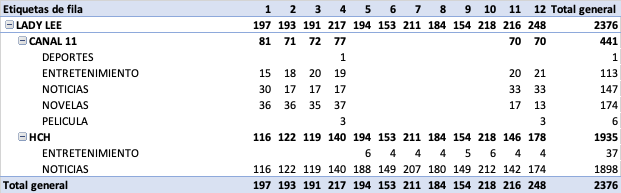 Etiquetas de fila 1 2 3 4 5 6 7 8 9 10 11 12 Total general
LADY LEE 197 193 191 217 194 153 211 184 154 218 216 248 2376
CANAL 11 81 71 72 77 70 70 441
DEPORTES 1 1
ENTRETENIMIENTO 15 18 20 19 20 21 113
NOTICIAS 30 17 17 17 33 33 147
NOVELAS 36 36 35 37 17 13 174
PELICULA 3 3 6
HCH 116 122 119 140 194 153 211 184 154 218 146 178 1935
ENTRETENIMIENTO 6 4 4 4 5 6 4 4 37
NOTICIAS 116 122 119 140 188 149 207 180 149 212 142 174 1898
Total general 197 193 191 217 194 153 211 184 154 218 216 248 2376